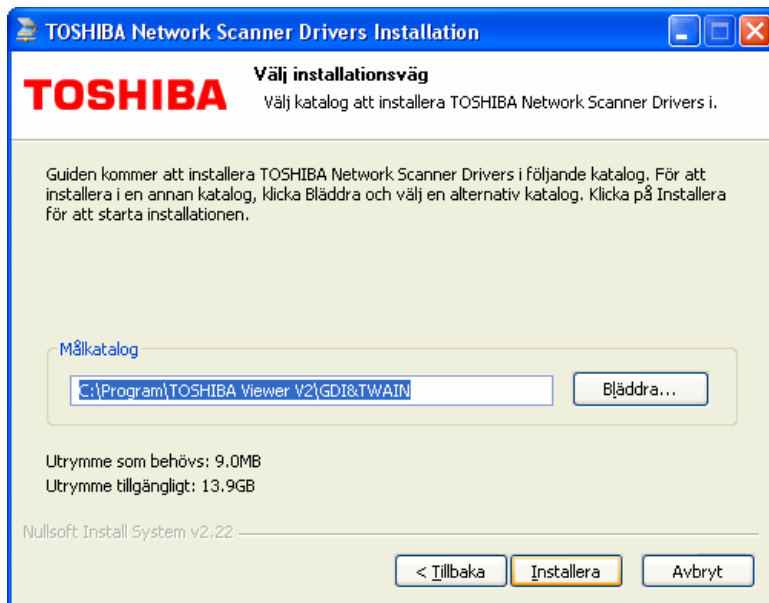 TOSHIBA Network Scanner Drivers Installation
TOSHIBA
Välj installationsväg
Välj katalog att installera TOSHIBA Network Scanner Drivers i.
Guiden kommer att installera TOSHIBA Network Scanner Drivers i följande katalog. För att
installera i en annan katalog, klicka Bläddra och välj en alternativ katalog. Klicka på Installera
för att starta installationen.
Målkatalog
C:\Program\TOSHIBA Viewer V2\GDI&TWAIN
Bläddra...
Utrymme som behövs: 9.0MB
Utrymme tillgängligt: 13.9GB
Nullsoft Install System v2.22
< Tillbaka
Installera
Avbryt